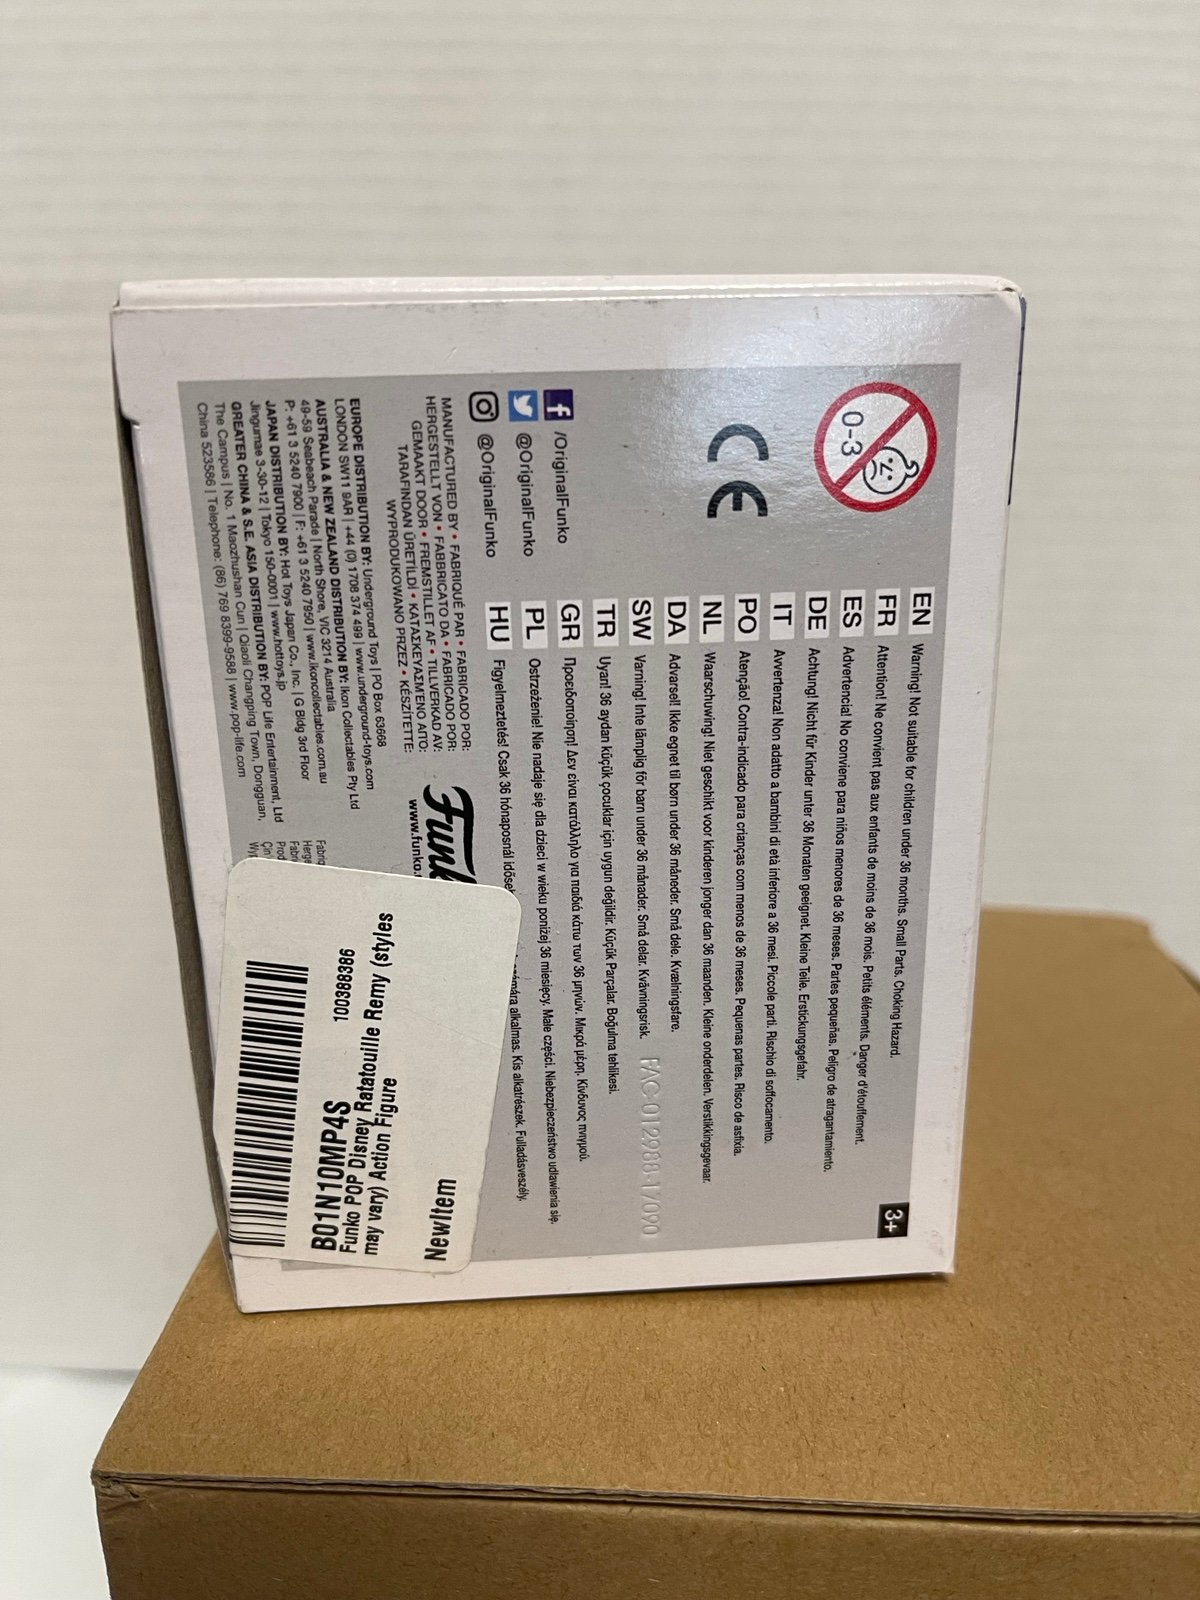 0-3
EN Warning! Not suitable for children under 36 months. Small Parts. Choking Hazard.
FR Attention! Ne convient pas aux enfants de moins de 36 mois. Petits éléments. Danger d'étouffement.
ES Advertencia! No conviene para niños menores de 36 meses. Partes pequeñas. Peligro de atragantamiento.
DE Achtung! Nicht für Kinder unter 36 Monaten geeignet. Kleine Teile. Erstickungsgefahr.
IT Avvertenza! Non adatto a bambini di età inferiore a 36 mesi. Piccole parti. Rischio di soffocamento.
PO Atenção! Contra-indicado para crianças com menos de 36 meses. Pequenas partes. Risco de asfixia.
NL Waarschuwing! Niet geschikt voor kinderen jonger dan 36 maanden. Kleine onderdelen. Verstikkingsgevaar.
DA Advarsel! Ikke egnet til børn under 36 måneder. Små dele. Kvælningsfare.
SW Varning! Inte lämplig för barn under 36 månader. Små delar. Kvävningsrisk.
TR Uyarı! 36 aydan küçük çocuklar için uygun değildir. Küçük Parçalar. Boğulma tehlikesi.
GR Προειδοποίηση! Δεν είναι κατάλληλο για παιδιά κάτω των 36 μηνών. Μικρά μέρη. Κίνδυνος πνιγμού.
PL Ostrzeżenie! Nie nadaje się dla dzieci w wieku poniżej 36 miesięcy. Małe części. Niebezpieczeństwo udławienia się.
HU Figyelmeztetés! Csak 36 hónaposnál idősebb számára alkalmas. Kis alkatrészek. Fulladásveszély.
3+
CE
FAC-012988-17090
/OriginalFunko
@OriginalFunko
@OriginalFunko
MANUFACTURED BY • FABRIQUÉ PAR • FABRICADO POR:
HERGESTELLT VON • FABBRICATO DA • FABRICADO POR:
GEMAAKT DOOR • FREMSTILLET AF • TILLVERKAD AV:
TARAFINDAN ÜRETİLDİ • ΚΑΤΑΣΚΕΥΑΣΜΕΝΟ ΑΠΟ:
WYPRODUKOWANO PRZEZ • KÉSZÍTETTE:
Funk
www.funko.
EUROPE DISTRIBUTION BY: Underground Toys | PO Box 63668
LONDON SW11 9AR | +44 (0) 1708 374 499 | www.underground-toys.com
AUSTRALIA & NEW ZEALAND DISTRIBUTION BY: Ikon Collectables Pty Ltd
49-59 Seabeach Parade | North Shore, VIC 3214 Australia
P: +61 3 5240 7900 | F: +61 3 5240 7950 | www.ikoncollectables.com.au
JAPAN DISTRIBUTION BY: Hot Toys Japan Co., Inc. | G Bldg 3rd Floor
Jingumae 3-30-12 | Tokyo 150-0001 | www.hottoys.jp
GREATER CHINA & S.E. ASIA DISTRIBUTION BY: POP Life Entertainment, Ltd
The Campus | No. 1 Maozhushan Cun | Qiaoli Changping Town, Dongguan,
China 523586 | Telephone: (86) 769 8399-9588 | www.pop-life.com
100388386
B01N10MP4S
Funko POP Disney Ratatouille Remy (styles
may vary) Action Figure
NewItem